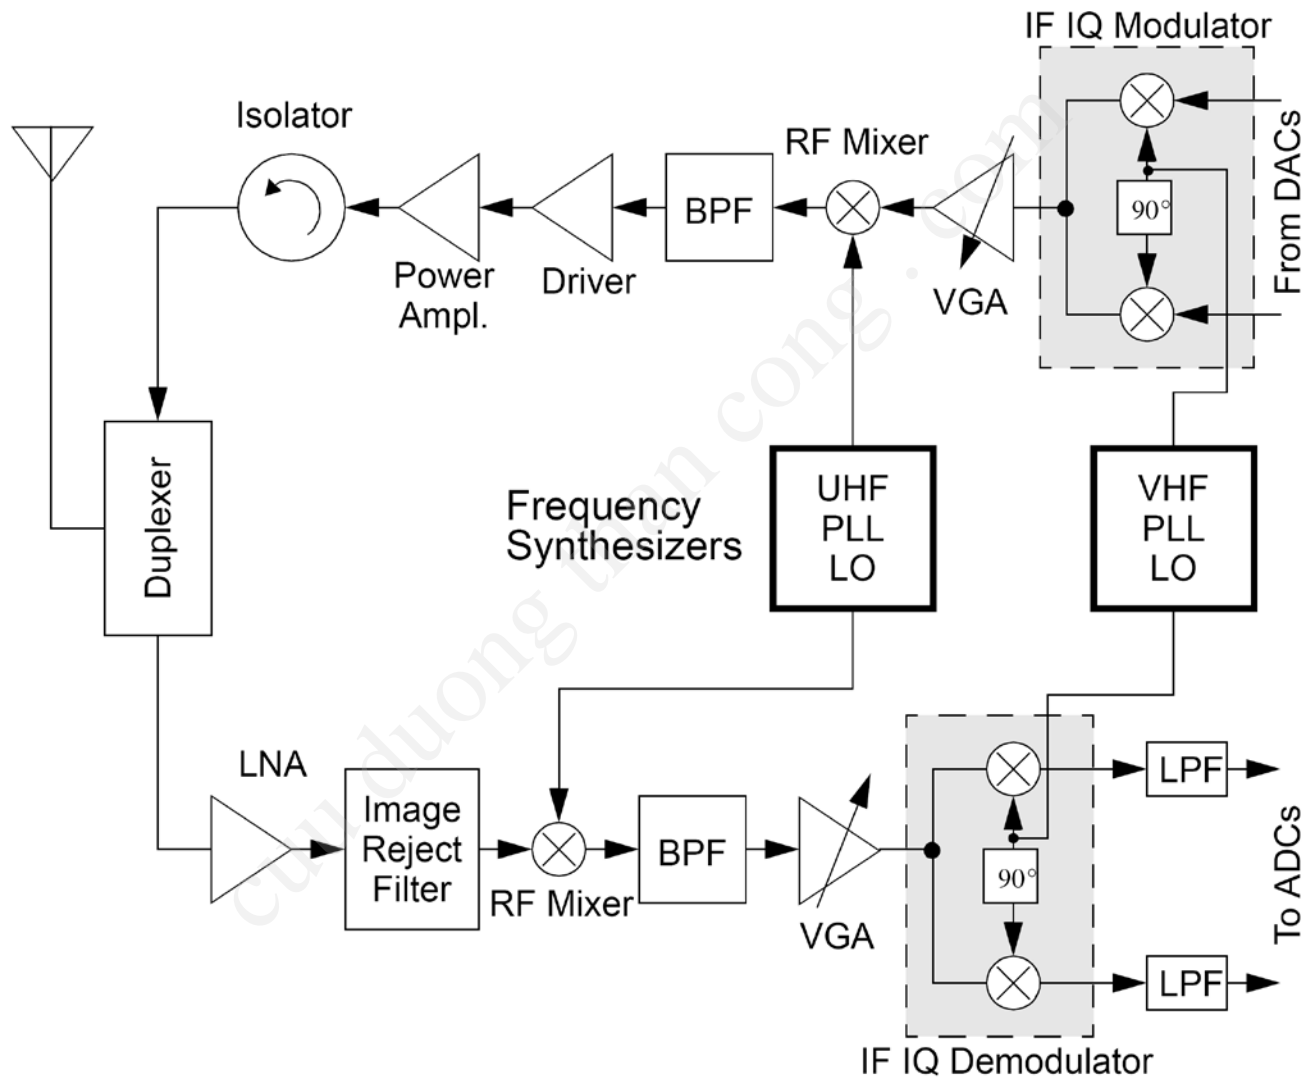 IF IQ Modulator
Isolator
RF Mixer
BPF
90°
From DACs
Power
Ampl.
Driver
VGA
Duplexer
Frequency
Synthesizers
UHF
PLL
LO
VHF
PLL
LO
LNA
Image
Reject
Filter
RF Mixer
BPF
VGA
90°
LPF
LPF
To ADCs
IF IQ Demodulator
cuu duong than cong . com